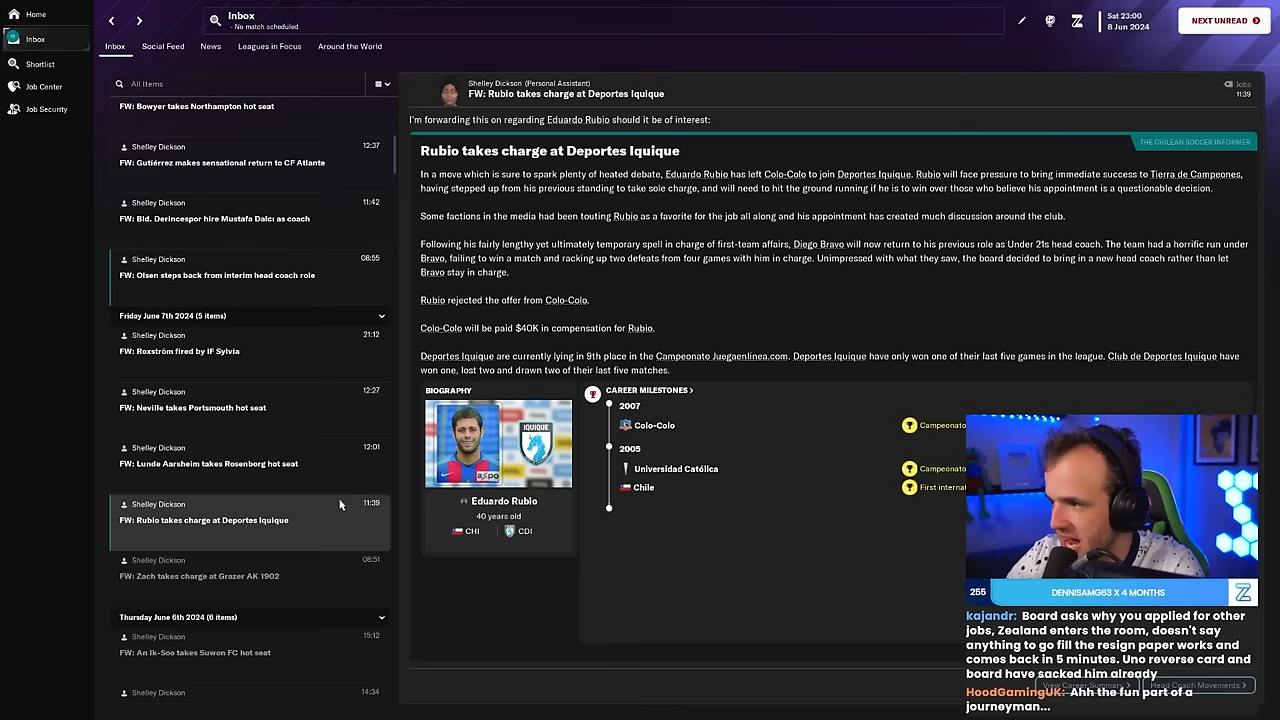 Home
Inbox
Shortlist
Job Center
Job Security
Inbox
- No match scheduled.
Sat 23:00
8 Jun 2024
NEXT UNREAD
Inbox
Social Feed
News
Leagues in Focus
Around the World
All Items
FW: Bowyer takes Northampton hot seat
Shelley Dickson
12:37
FW: Gutiérrez makes sensational return to CF Atlante
Shelley Dickson
11:42
FW: Bld. Derincespor hire Mustafa Dalcı as coach
Shelley Dickson
08:55
FW: Olsen steps back from interim head coach role
Friday June 7th 2024 (5 items)
Shelley Dickson
21:12
FW: Roxström fired by IF Sylvia
Shelley Dickson
12:27
FW: Neville takes Portsmouth hot seat
Shelley Dickson
12:01
FW: Lunde Aarsheim takes Rosenborg hot seat
Shelley Dickson
11:39
FW: Rubio takes charge at Deportes Iquique
Shelley Dickson
08:51
FW: Zach takes charge at Grazer AK 1902
Thursday June 6th 2024 (6 items)
Shelley Dickson
15:12
FW: An Ik-Soo takes Suwon FC hot seat
Shelley Dickson
14:34
Shelley Dickson (Personal Assistant)
FW: Rubio takes charge at Deportes Iquique
Jobs
11:39
I'm forwarding this on regarding Eduardo Rubio should it be of interest:
THE CHILEAN SOCCER INFORMER
Rubio takes charge at Deportes Iquique
In a move which is sure to spark plenty of heated debate, Eduardo Rubio has left Colo-Colo to join Deportes Iquique. Rubio will face pressure to bring immediate success to Tierra de Campeones,
having stepped up from his previous standing to take sole charge, and will need to hit the ground running if he is to win over those who believe his appointment is a questionable decision.
Some factions in the media had been touting Rubio as a favorite for the job all along and his appointment has created much discussion around the club.
Following his fairly lengthy yet ultimately temporary spell in charge of first-team affairs, Diego Bravo will now return to his previous role as Under 21s head coach. The team had a horrific run under
Bravo, failing to win a match and racking up two defeats from four games with him in charge. Unimpressed with what they saw, the board decided to bring in a new head coach rather than let
Bravo stay in charge.
Rubio rejected the offer from Colo-Colo.
Colo-Colo will be paid $40K in compensation for Rubio.
Deportes Iquique are currently lying in 9th place in the Campeonato Juegaenlinea.com. Deportes Iquique have only won one of their last five games in the league. Club de Deportes Iquique have
won one, lost two and drawn two of their last five matches.
BIOGRAPHY
IQUIQUE
Eduardo Rubio
40 years old
CHI
CDI
CAREER MILESTONES >
2007
Colo-Colo
Campeonato
2005
Universidad Católica
Campeonato
Chile
First internat
255
DENNISAMG63 X 4 MONTHS
Z
kajandr: Board asks why you applied for other
jobs, Zealand enters the room, doesn't say
anything to go fill the resign paper works and
comes back in 5 minutes. Uno reverse card and
board have sacked him already
HoodGamingUK: Ahh the fun part of a
journeyman...
View Career Summary >
Head Coach Movements >